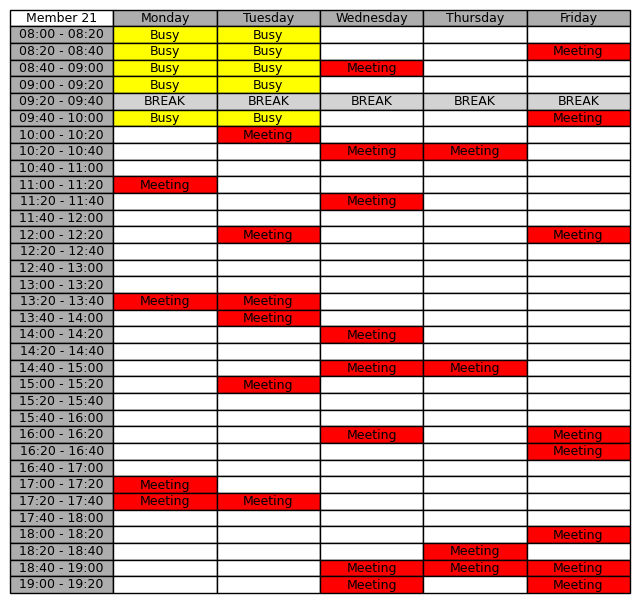 Member 21 Monday Tuesday Wednesday Thursday Friday
08:00 - 08:20 Busy Busy
08:20 - 08:40 Busy Busy Meeting
08:40 - 09:00 Busy Busy Meeting
09:00 - 09:20 Busy Busy
09:20 - 09:40 BREAK BREAK BREAK BREAK BREAK
09:40 - 10:00 Busy Busy Meeting
10:00 - 10:20 Meeting
10:20 - 10:40 Meeting Meeting
10:40 - 11:00
11:00 - 11:20 Meeting
11:20 - 11:40 Meeting
11:40 - 12:00
12:00 - 12:20 Meeting Meeting
12:20 - 12:40
12:40 - 13:00
13:00 - 13:20
13:20 - 13:40 Meeting Meeting
13:40 - 14:00 Meeting
14:00 - 14:20 Meeting
14:20 - 14:40
14:40 - 15:00 Meeting Meeting
15:00 - 15:20 Meeting
15:20 - 15:40
15:40 - 16:00
16:00 - 16:20 Meeting Meeting
16:20 - 16:40 Meeting
16:40 - 17:00
17:00 - 17:20 Meeting
17:20 - 17:40 Meeting Meeting
17:40 - 18:00
18:00 - 18:20 Meeting
18:20 - 18:40 Meeting
18:40 - 19:00 Meeting Meeting Meeting
19:00 - 19:20 Meeting Meeting